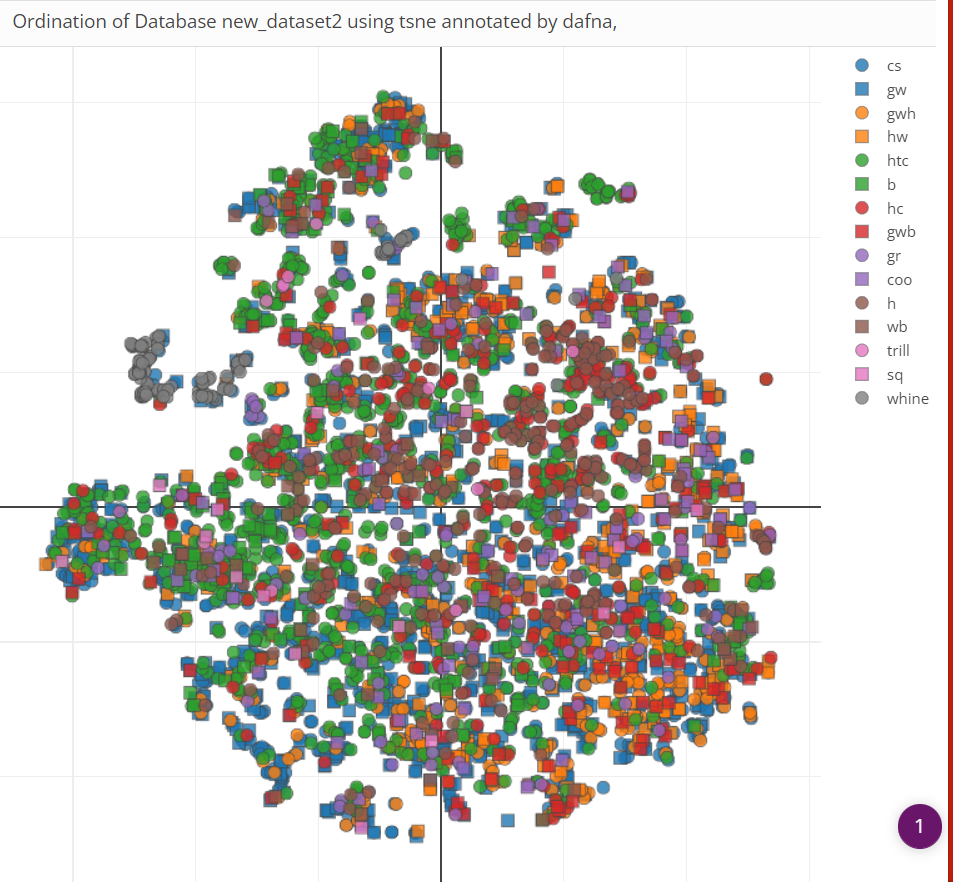 Ordination of Database new_dataset2 using tsne annotated by dafna,
cs
gw
gwh
hw
htc
b
hc
gwb
gr
coo
h
wb
trill
sq
whine
1